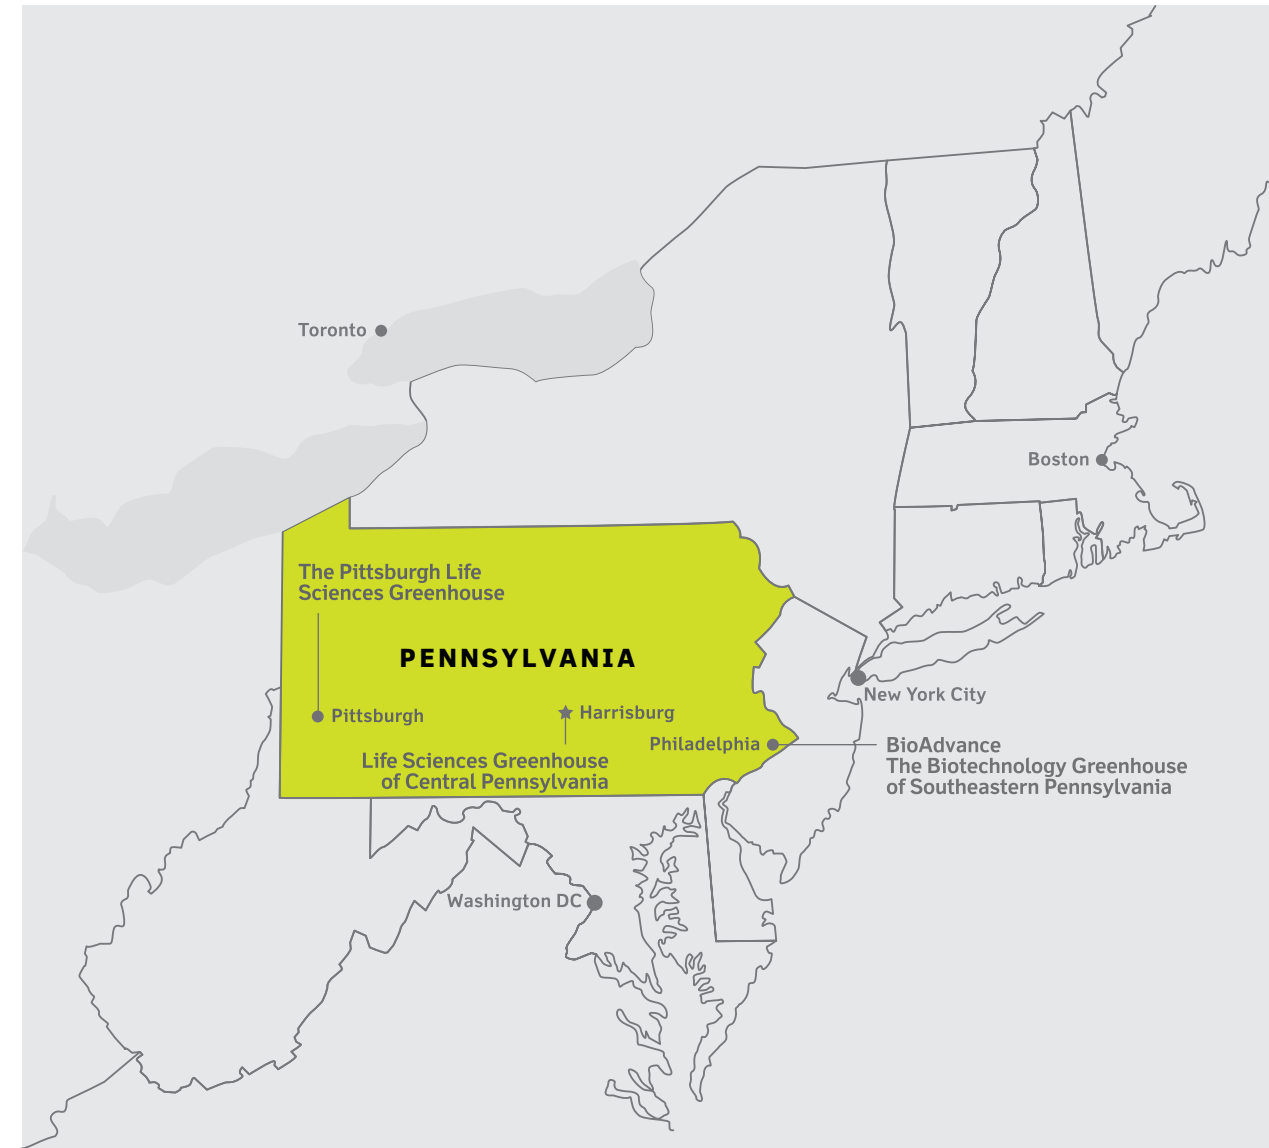 Toronto
Boston
The Pittsburgh Life
Sciences Greenhouse
PENNSYLVANIA
New York City
Pittsburgh
Harrisburg
Philadelphia
BioAdvance
The Biotechnology Greenhouse
of Southeastern Pennsylvania
Life Sciences Greenhouse
of Central Pennsylvania
Washington DC